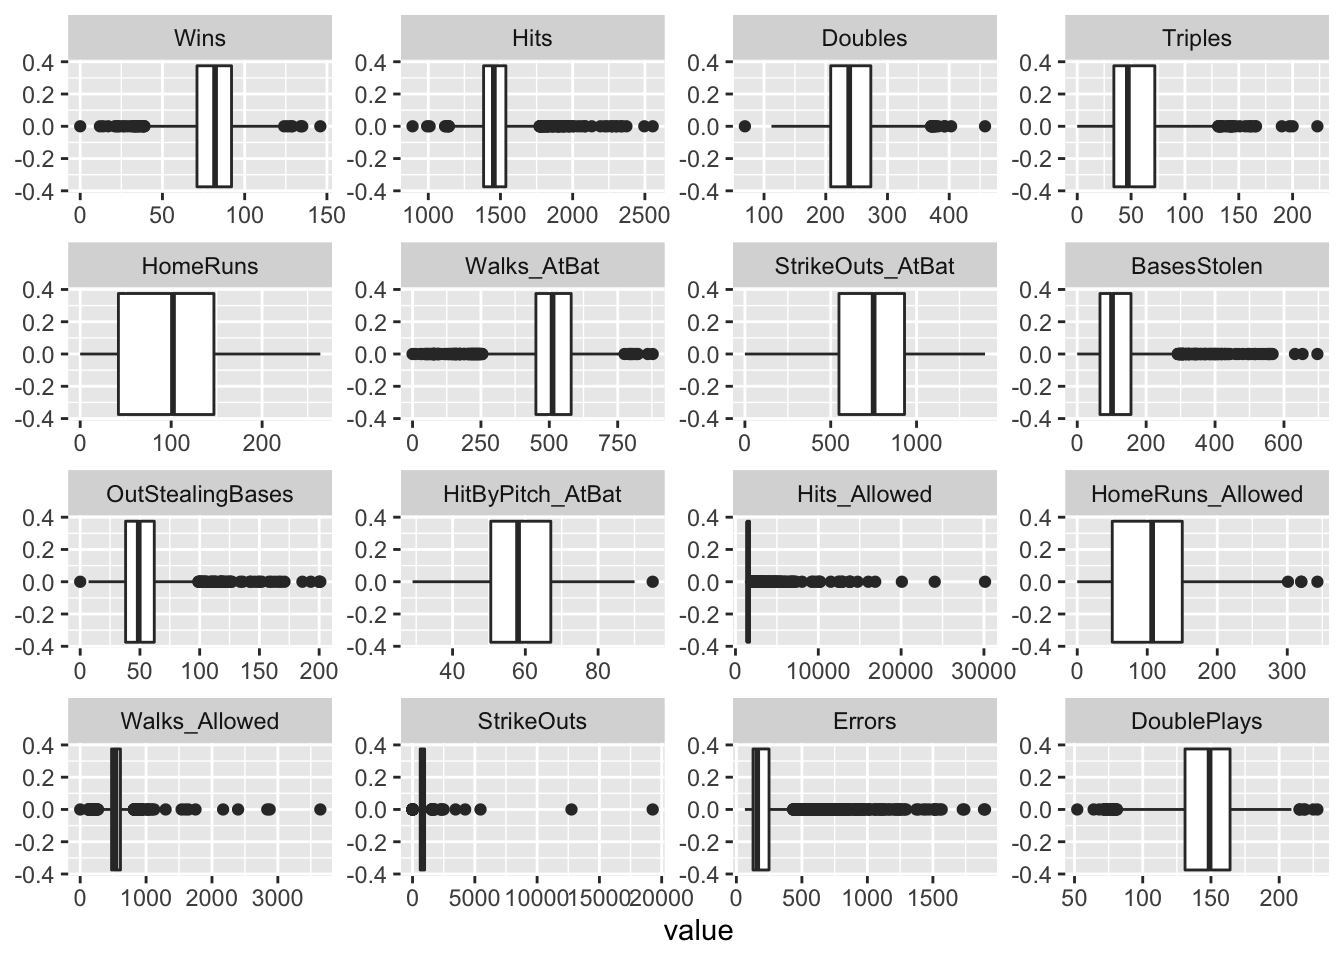 Wins Hits Doubles Triples
0.4 0.4 0.4 0.4
0.2 0.2 0.2 0.2
0.0 0.0 0.0 0.0
-0.2 -0.2 -0.2 -0.2
-0.4 -0.4 -0.4 -0.4
0 50 100 150 1000 1500 2000 2500 100 200 300 400 0 50 100 150 200
HomeRuns Walks_AtBat StrikeOuts_AtBat BasesStolen
0.4 0.4 0.4 0.4
0.2 0.2 0.2 0.2
0.0 0.0 0.0 0.0
-0.2 -0.2 -0.2 -0.2
-0.4 -0.4 -0.4 -0.4
0 100 200 0 250 500 750 0 500 1000 0 200 400 600
OutStealingBases HitByPitch_AtBat Hits_Allowed HomeRuns_Allowed
0.4 0.4 0.4 0.4
0.2 0.2 0.2 0.2
0.0 0.0 0.0 0.0
-0.2 -0.2 -0.2 -0.2
-0.4 -0.4 -0.4 -0.4
0 50 100 150 200 40 60 80 0 10000 20000 30000 0 100 200 300
Walks_Allowed StrikeOuts Errors DoublePlays
0.4 0.4 0.4 0.4
0.2 0.2 0.2 0.2
0.0 0.0 0.0 0.0
-0.2 -0.2 -0.2 -0.2
-0.4 -0.4 -0.4 -0.4
0 1000 2000 3000 0 5000 10000 15000 20000 0 500 1000 1500 50 100 150 200
value